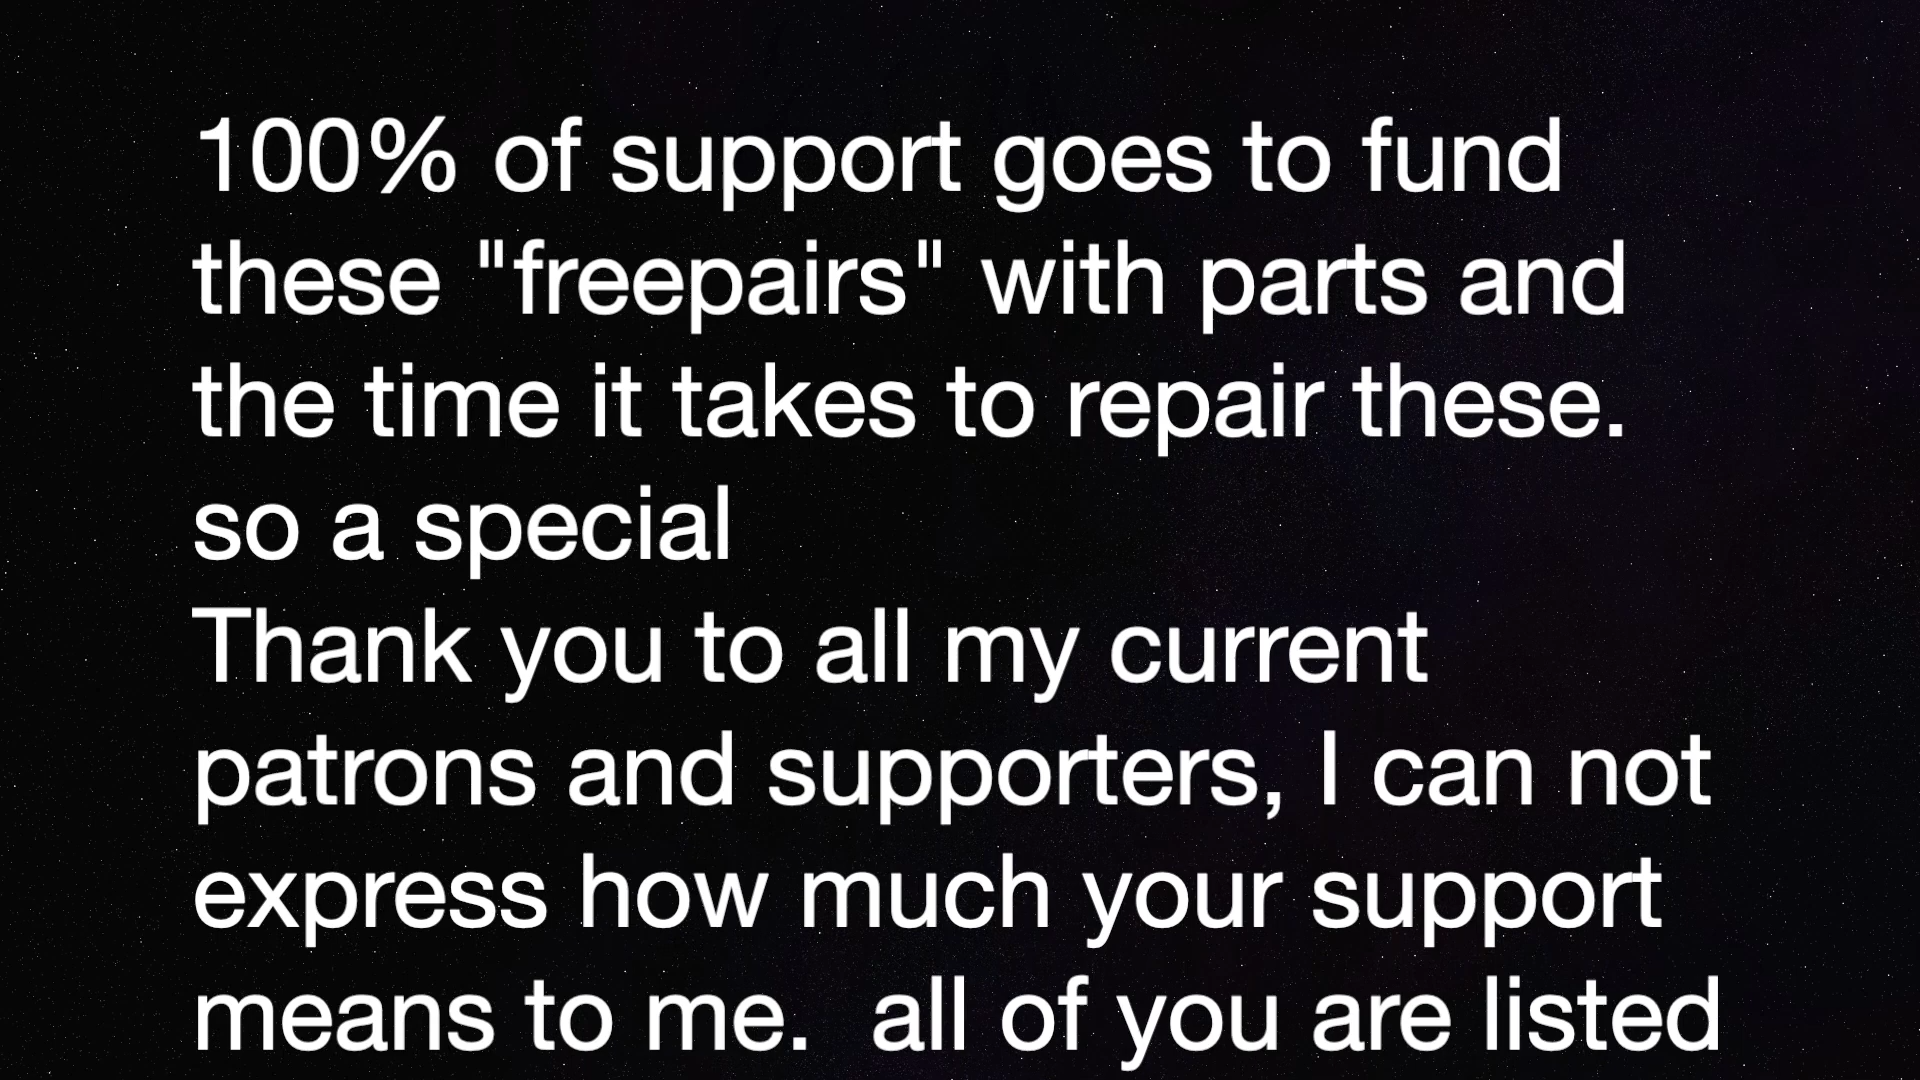 100% of support goes to fund
these "freepairs" with parts and
the time it takes to repair these.
so a special
Thank you to all my current
patrons and supporters, I can not
express how much your support
means to me.  all of you are listed